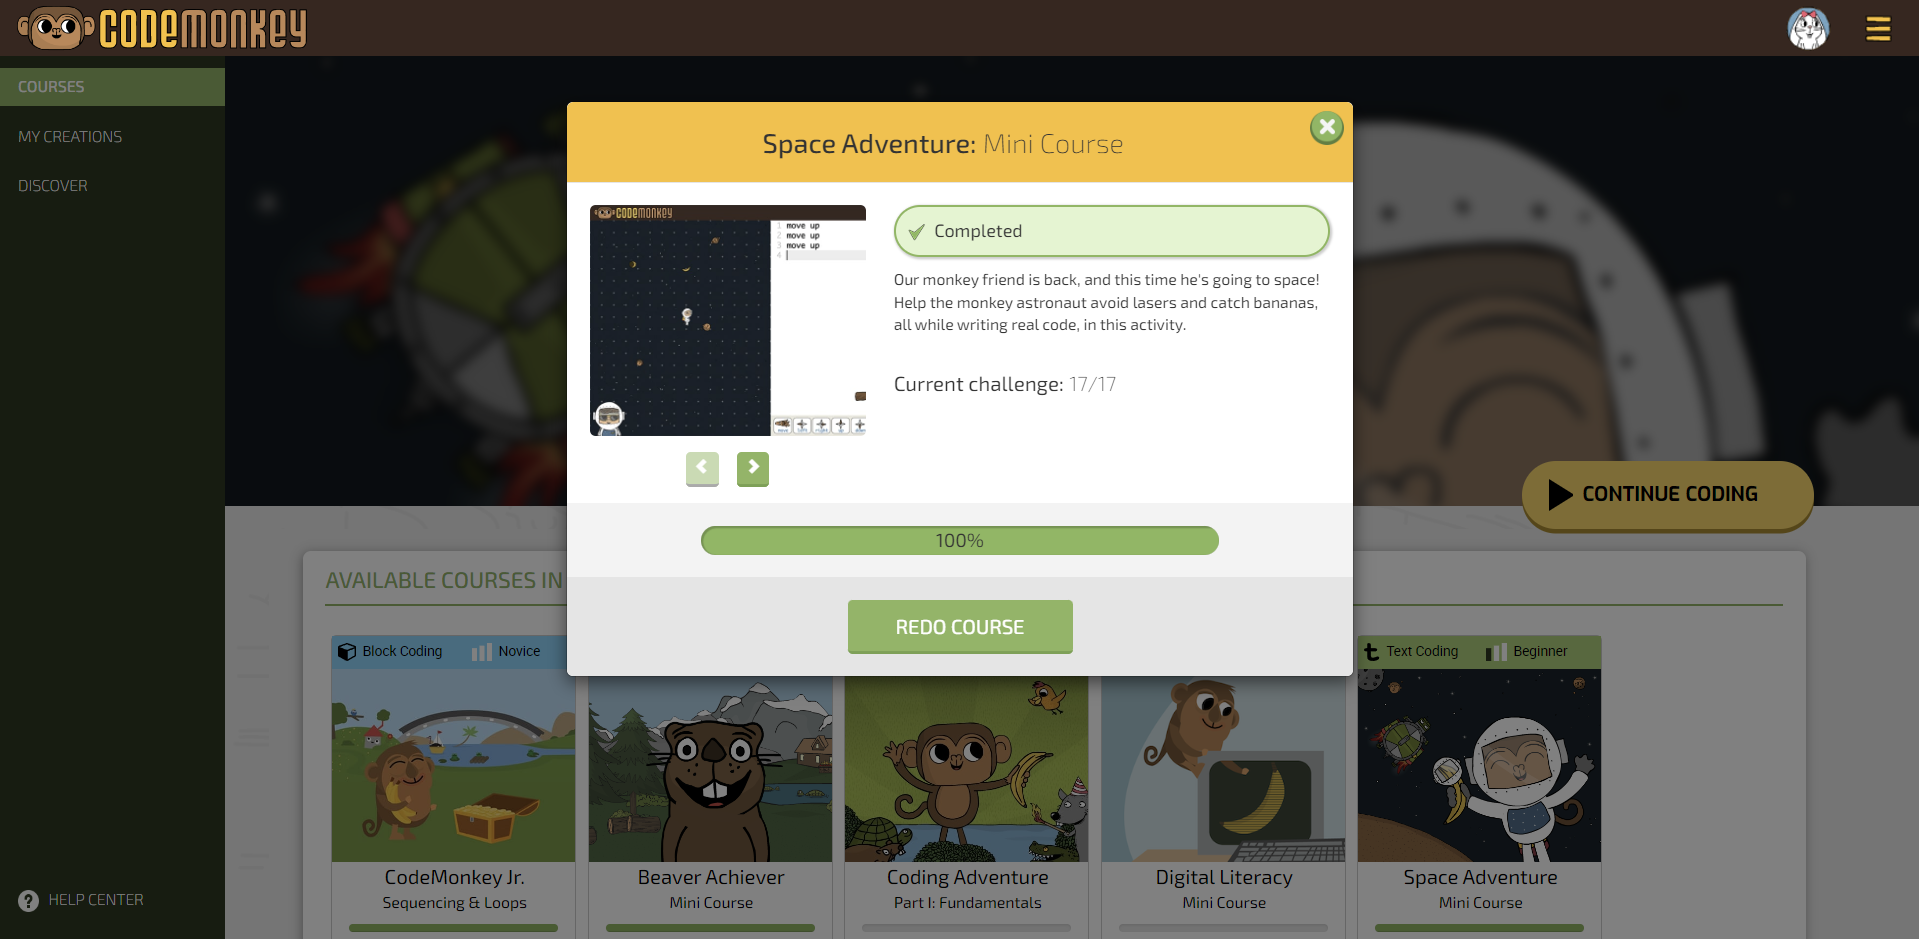 CODEMONKEY
COURSES
MY CREATIONS
DISCOVER
HELP CENTER
Space Adventure: Mini Course
CODEMONKEY
1 move up
2 move up
3 move up
4
Completed
Our monkey friend is back, and this time he's going to space!
Help the monkey astronaut avoid lasers and catch bananas,
all while writing real code, in this activity.
Current challenge: 17/17
100%
REDO COURSE
CONTINUE CODING
AVAILABLE COURSES IN
Block Coding Novice
Text Coding Beginner
CodeMonkey Jr.
Sequencing & Loops
Beaver Achiever
Mini Course
Coding Adventure
Part I: Fundamentals
Digital Literacy
Mini Course
Space Adventure
Mini Course